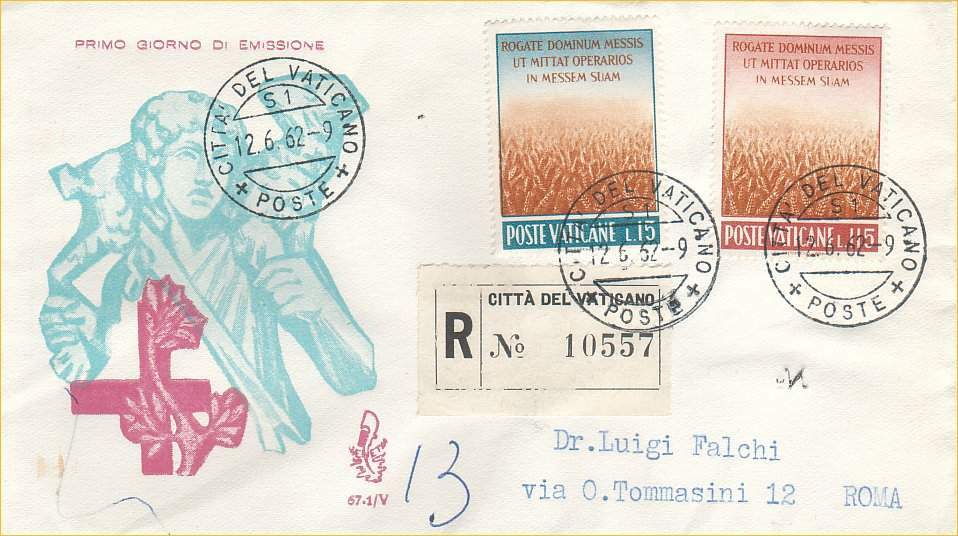 PRIMO GIORNO DI EMISSIONE
CITTA' DEL VATICANO
S 1
12.6.62-9
POSTE
ROGATE DOMINUM MESSIS
UT MITTAT OPERARIOS
IN MESSEM SUAM
POSTE VATICANE L.15
ROGATE DOMINUM MESSIS
UT MITTAT OPERARIOS
IN MESSEM SUAM
POSTE VATICANE L.115
CITTA' DEL VATICANO
S 1
12.6.62-9
POSTE
CITTA' DEL VATICANO
S 1
12.6.62-9
POSTE
CITTÀ DEL VATICANO
R No 10557
67-1/V
13
Dr.Luigi Falchi
via O.Tommasini 12 ROMA